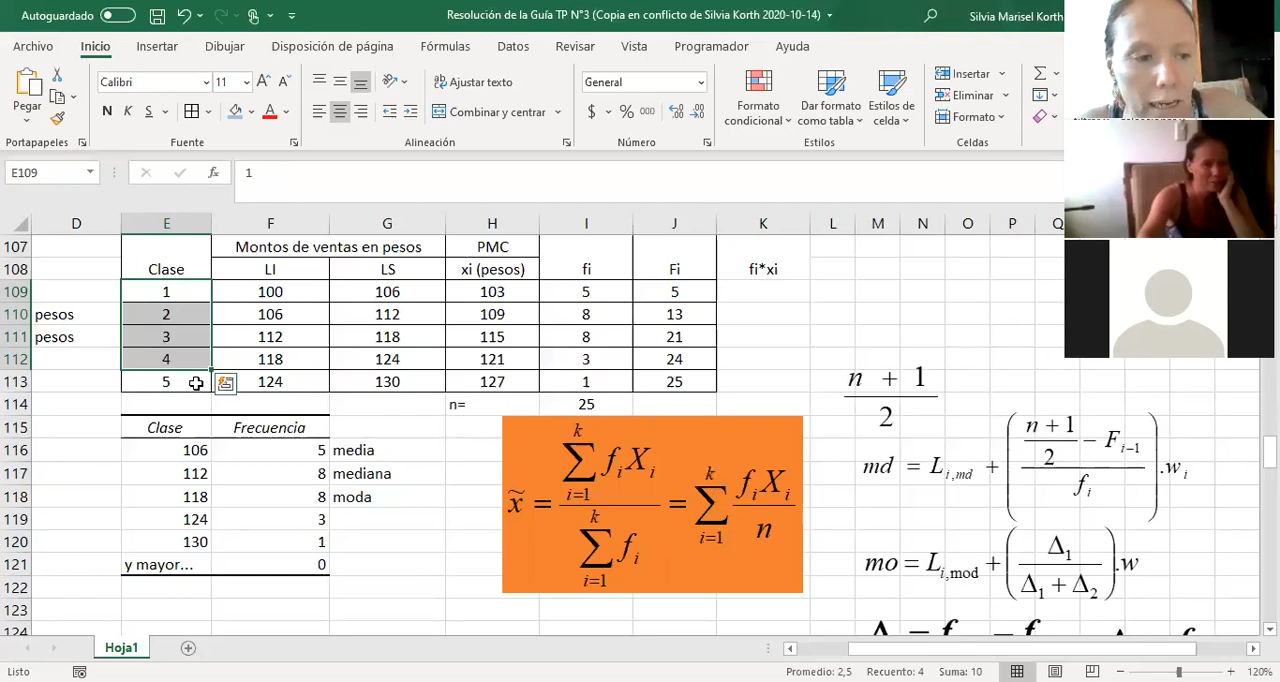 Autoguardado
Resolución de la Guía TP N°3 (Copia en conflicto de Silvia Korth 2020-10-14)
Silvia Marisel Korth
Archivo Inicio Insertar Dibujar Disposición de página Fórmulas Datos Revisar Vista Programador Ayuda
Pegar
Calibri 11
N K S
Ajustar texto
Combinar y centrar
General
$ % 000
Formato condicional
Dar formato como tabla
Estilos de celda
Insertar
Eliminar
Formato
Portapapeles Fuente Alineación Número Estilos Celdas
E109 fx 1
D E F G H I J K L M N O P Q
107 Montos de ventas en pesos PMC
108 Clase LI LS xi (pesos) fi Fi fi*xi
109 1 100 106 103 5 5
110 pesos 2 106 112 109 8 13
111 pesos 3 112 118 115 8 21
112 4 118 124 121 3 24
113 5 124 130 127 1 25
114 n= 25
115 Clase Frecuencia
116 106 5 media
117 112 8 mediana
118 118 8 moda
119 124 3
120 130 1
121 y mayor... 0
122
123
124
x̃ = ∑ᵢ₌₁ᵏ fᵢXᵢ / ∑ᵢ₌₁ᵏ fᵢ = ∑ᵢ₌₁ᵏ fᵢXᵢ / n
n + 1 / 2
md = L i,md + ( (n+1 / 2 − F i−1) / f i ) .w i
mo = L i,mod + ( Δ1 / (Δ1 + Δ2) ) .w
Hoja1
Listo
Promedio: 2,5 Recuento: 4 Suma: 10
120%